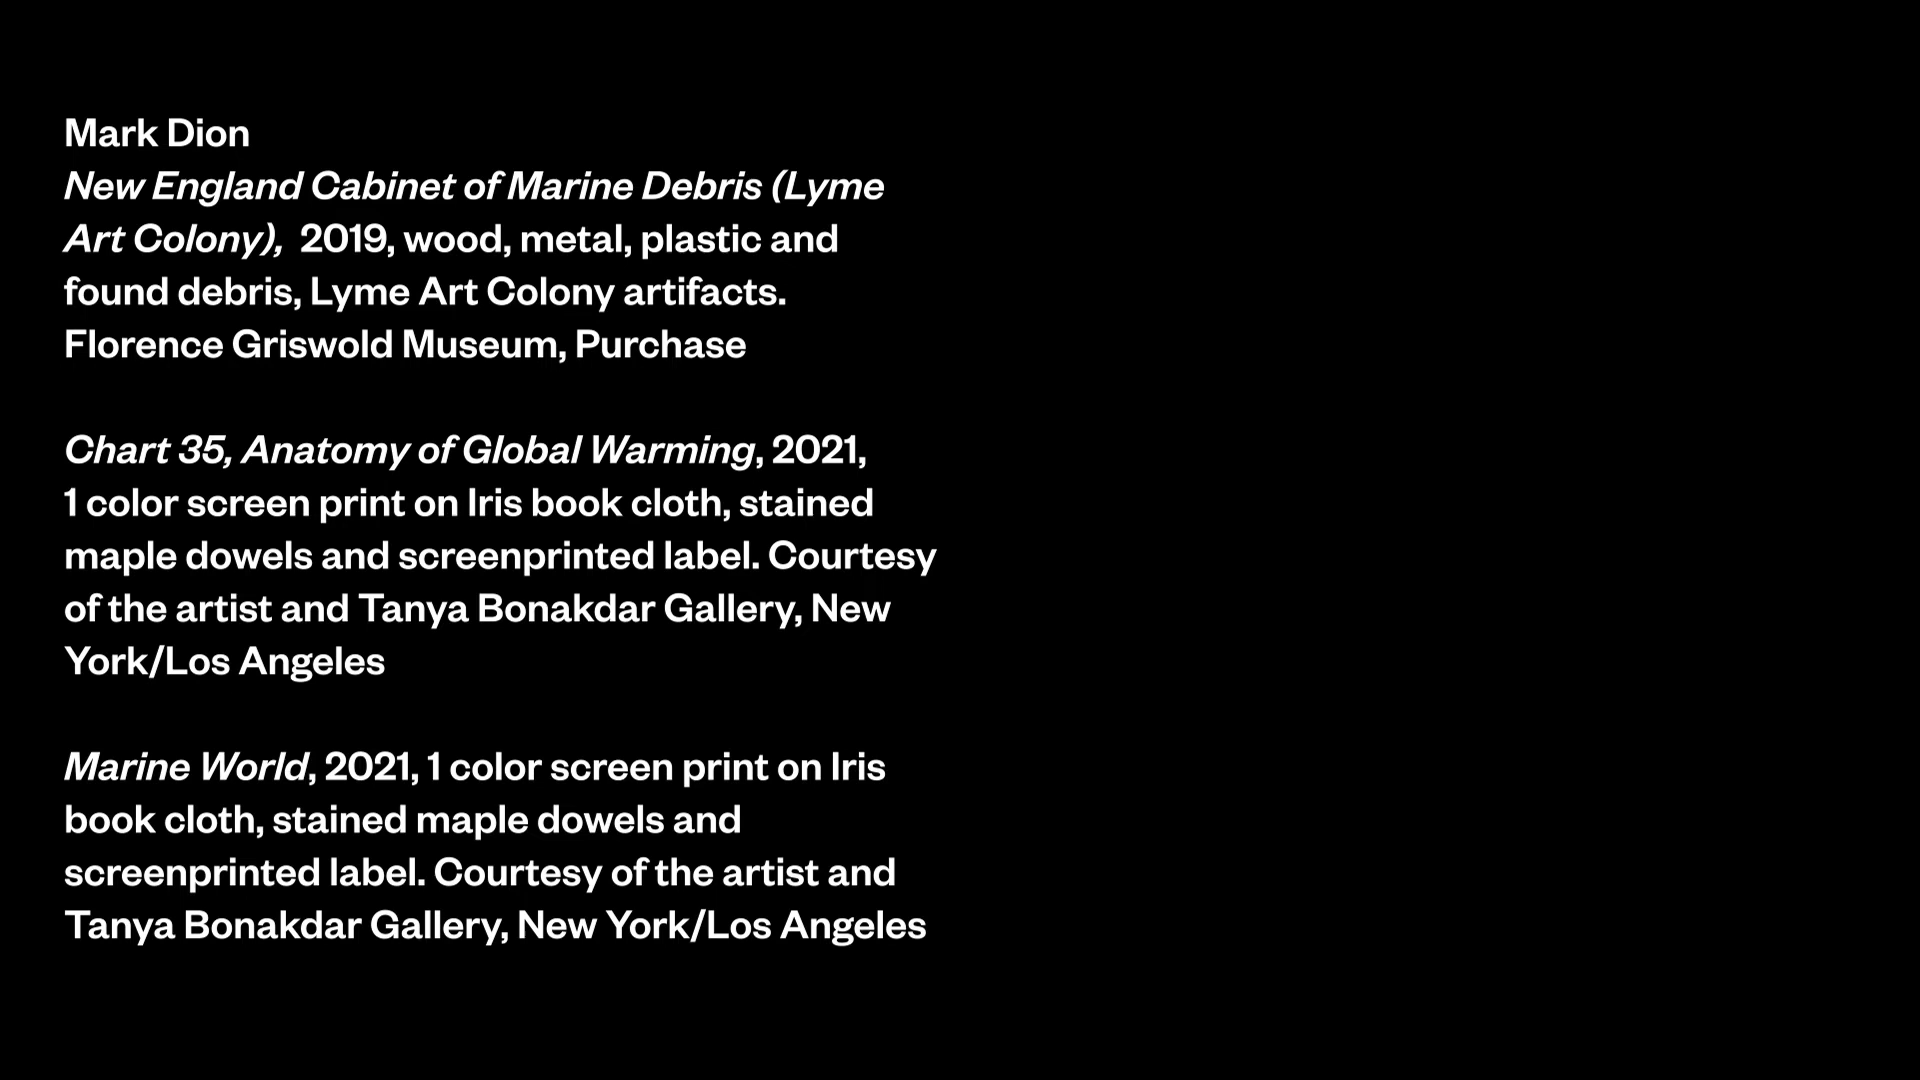 Mark Dion
New England Cabinet of Marine Debris (Lyme
Art Colony), 2019, wood, metal, plastic and
found debris, Lyme Art Colony artifacts.
Florence Griswold Museum, Purchase
Chart 35, Anatomy of Global Warming, 2021,
1 color screen print on Iris book cloth, stained
maple dowels and screenprinted label. Courtesy
of the artist and Tanya Bonakdar Gallery, New
York/Los Angeles
Marine World, 2021, 1 color screen print on Iris
book cloth, stained maple dowels and
screenprinted label. Courtesy of the artist and
Tanya Bonakdar Gallery, New York/Los Angeles